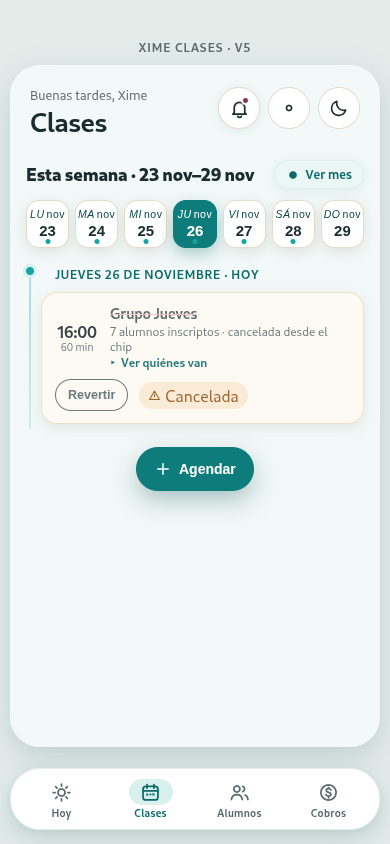 XIME CLASES · V5
Buenas tardes, Xime
Clases
Esta semana · 23 nov–29 nov
Ver mes
LU nov
23
MA nov
24
MI nov
25
JU nov
26
VI nov
27
SÁ nov
28
DO nov
29
JUEVES 26 DE NOVIEMBRE · HOY
16:00
60 min
Grupo Jueves
7 alumnos inscriptos · cancelada desde el
chip
Ver quiénes van
Revertir
Cancelada
Agendar
Hoy
Clases
Alumnos
Cobros